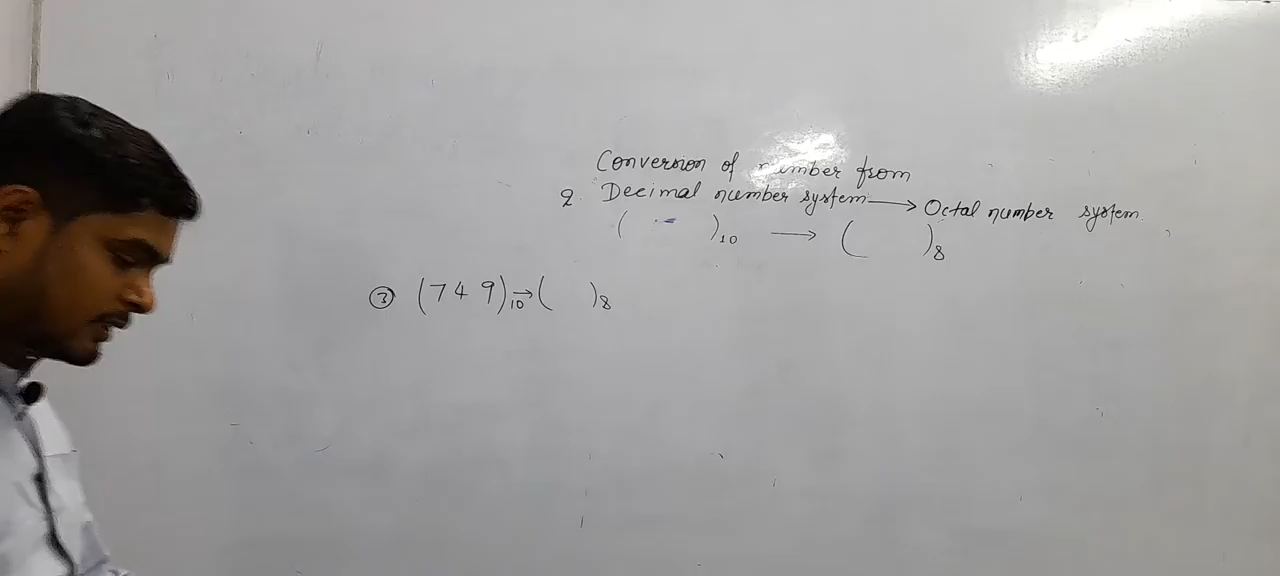 Conversion of number from
2. Decimal number system → Octal number system.
( )10 → ( )8
③ (749)10 → ( )8